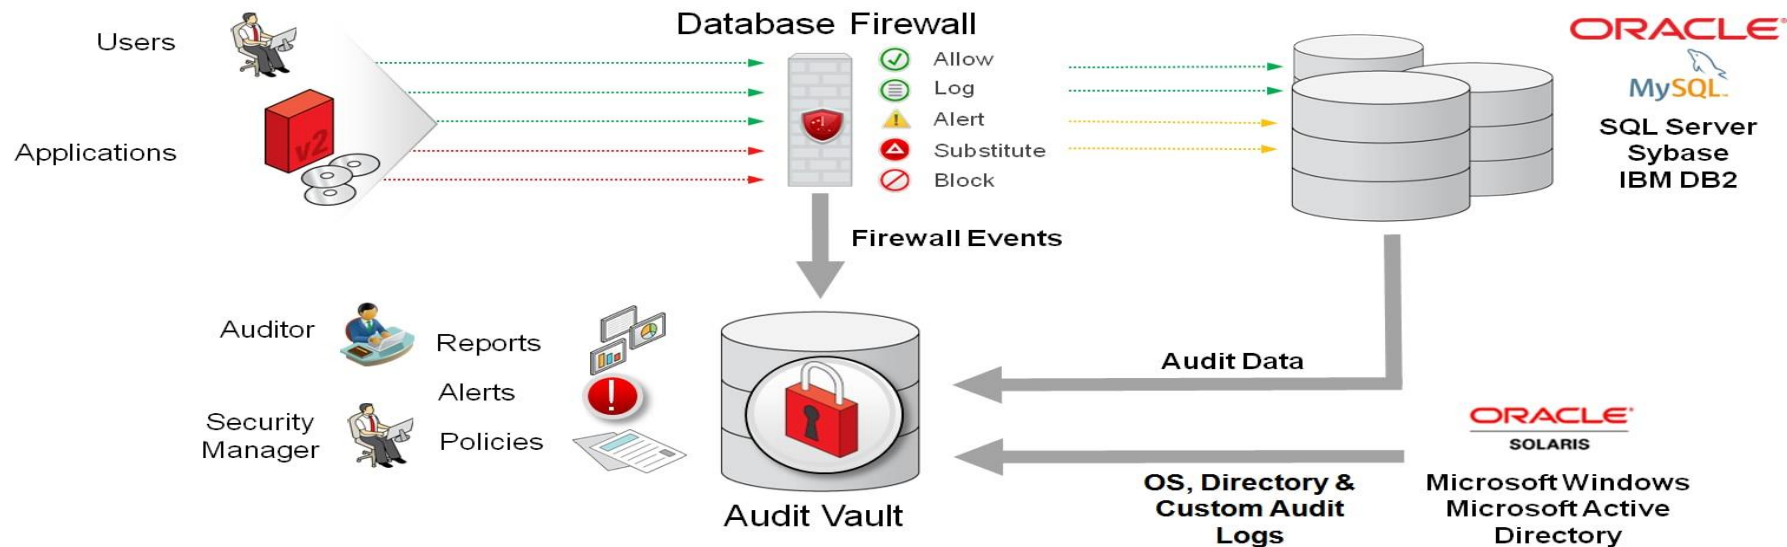 Database Firewall
Users
Applications
v2
Allow
Log
Alert
Substitute
Block
ORACLE®
MySQL™
SQL Server
Sybase
IBM DB2
Firewall Events
Auditor
Security
Manager
Reports
Alerts
Policies
Audit Vault
Audit Data
OS, Directory &
Custom Audit
Logs
ORACLE®
SOLARIS
Microsoft Windows
Microsoft Active
Directory